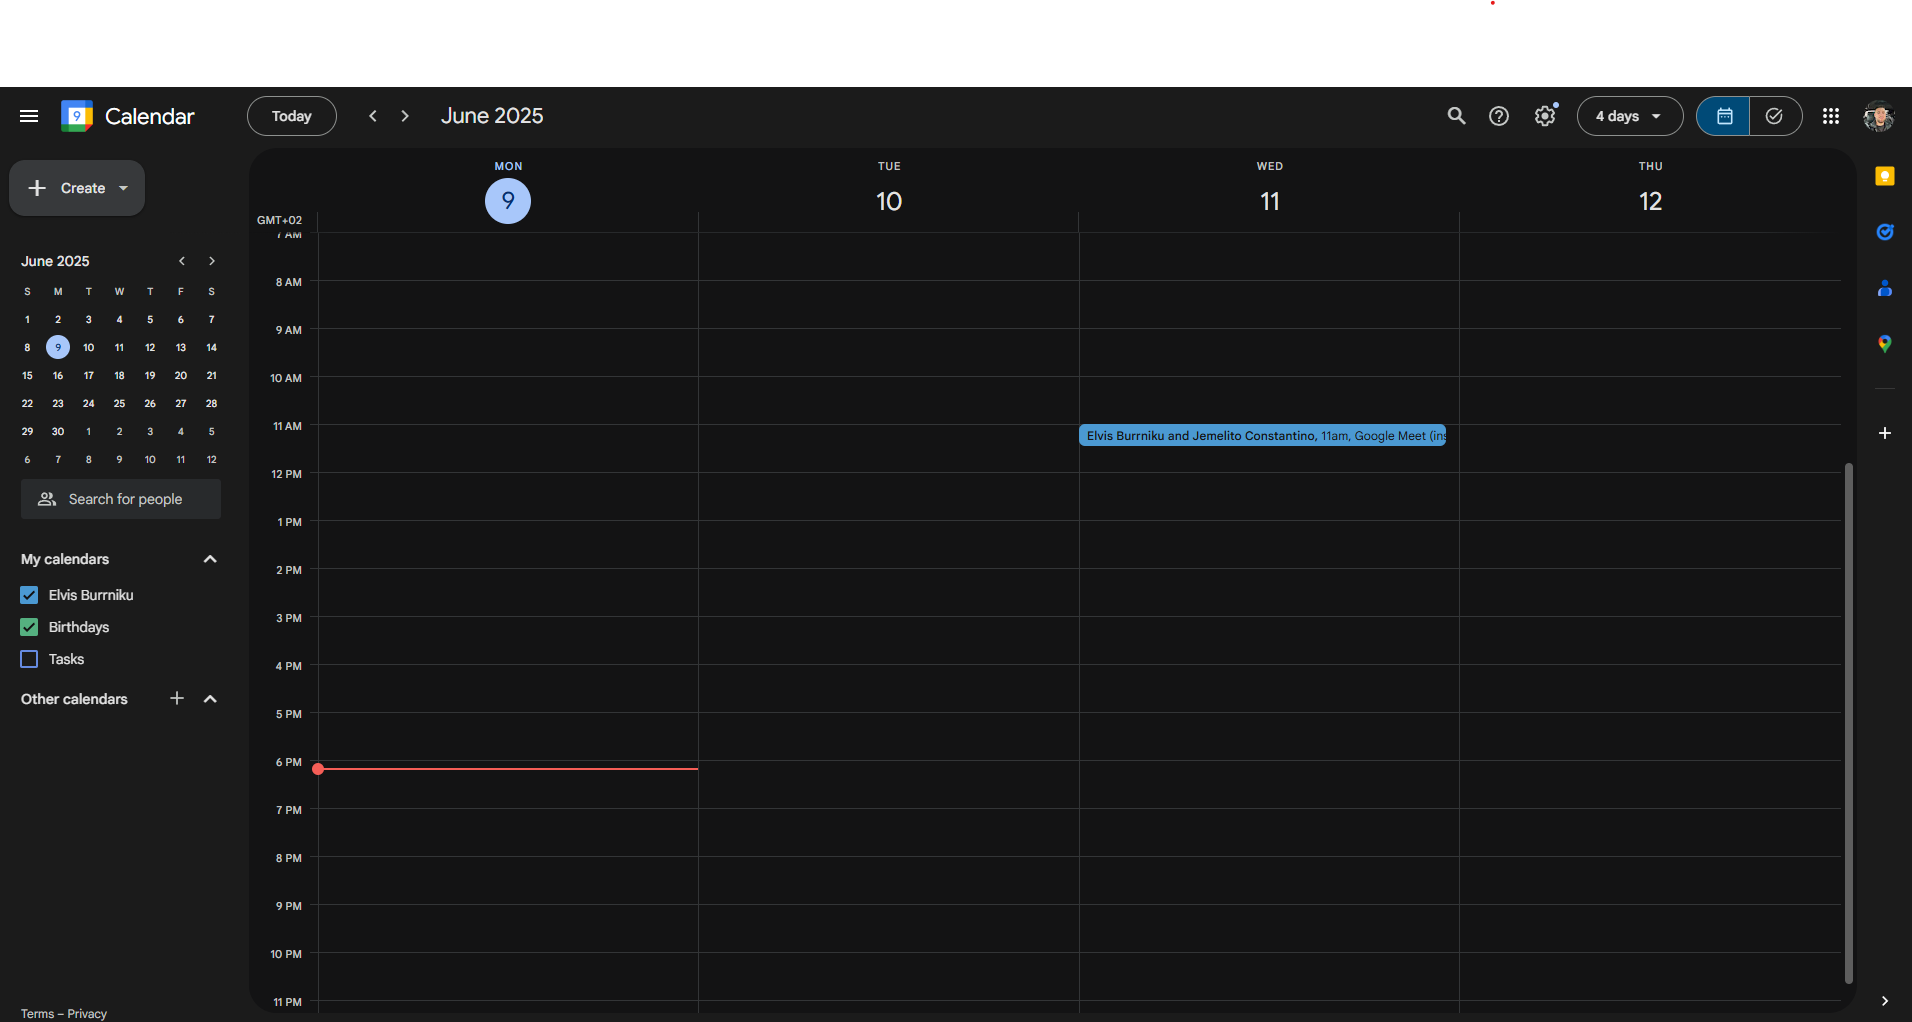 9 Calendar
Today
June 2025
4 days
Create
June 2025
S M T W T F S
1 2 3 4 5 6 7
8 9 10 11 12 13 14
15 16 17 18 19 20 21
22 23 24 25 26 27 28
29 30 1 2 3 4 5
6 7 8 9 10 11 12
Search for people
My calendars
Elvis Burrniku
Birthdays
Tasks
Other calendars
Terms – Privacy
MON TUE WED THU
9 10 11 12
GMT+02
7 AM
8 AM
9 AM
10 AM
11 AM
Elvis Burrniku and Jemelito Constantino, 11am, Google Meet (ins
12 PM
1 PM
2 PM
3 PM
4 PM
5 PM
6 PM
7 PM
8 PM
9 PM
10 PM
11 PM